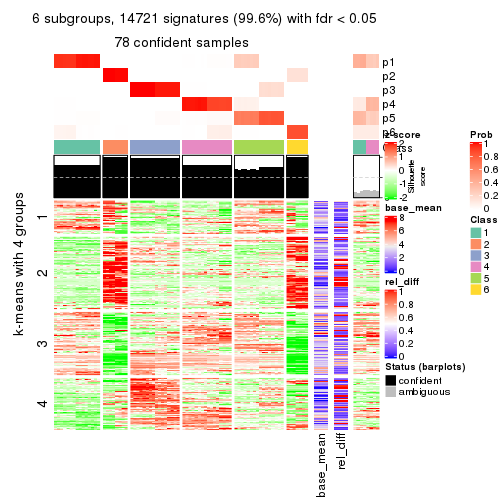 6 subgroups, 14721 signatures (99.6%) with fdr < 0.05
78 confident samples
p1
p2
p3
p4
p5
p6
Class
z-score
2
1
0
-1
-2
Silhouette
score
k-means with 4 groups
1
2
3
4
base_mean
8
6
4
2
0
rel_diff
1
0.8
0.6
0.4
0.2
0
Status (barplots)
confident
ambiguous
Prob
1
0.8
0.6
0.4
0.2
0
Class
1
2
3
4
5
6
base_mean
rel_diff